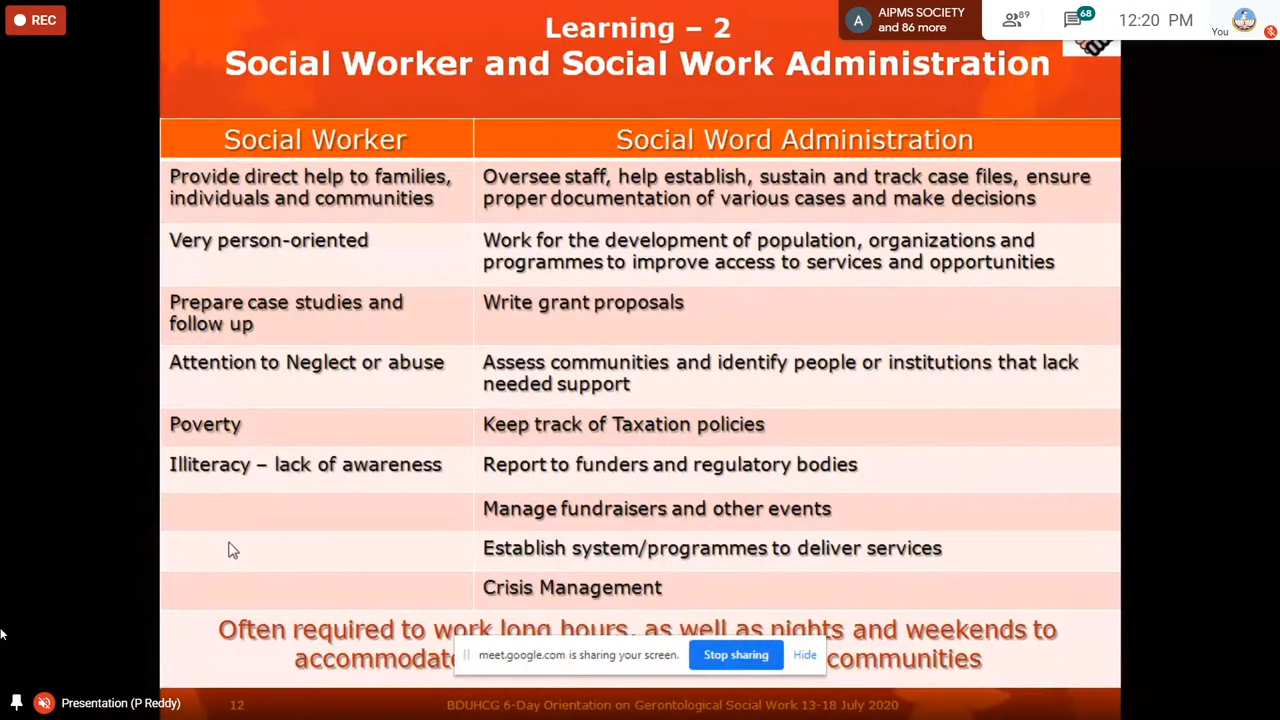 REC
Learning – 2
Social Worker and Social Work Administration
A
AIPMS SOCIETY
and 86 more
89
68
12:20 PM
You
Social Worker
Social Word Administration
Provide direct help to families,
individuals and communities
Oversee staff, help establish, sustain and track case files, ensure
proper documentation of various cases and make decisions
Very person-oriented
Work for the development of population, organizations and
programmes to improve access to services and opportunities
Prepare case studies and
follow up
Write grant proposals
Attention to Neglect or abuse
Assess communities and identify people or institutions that lack
needed support
Poverty
Keep track of Taxation policies
Illiteracy – lack of awareness
Report to funders and regulatory bodies
Manage fundraisers and other events
Establish system/programmes to deliver services
Crisis Management
Often required to work long hours, as well as nights and weekends to
accommodate communities
meet.google.com is sharing your screen.
Stop sharing
Hide
Presentation (P Reddy)
12
BDUHCG 6-Day Orientation on Gerontological Social Work 13-18 July 2020